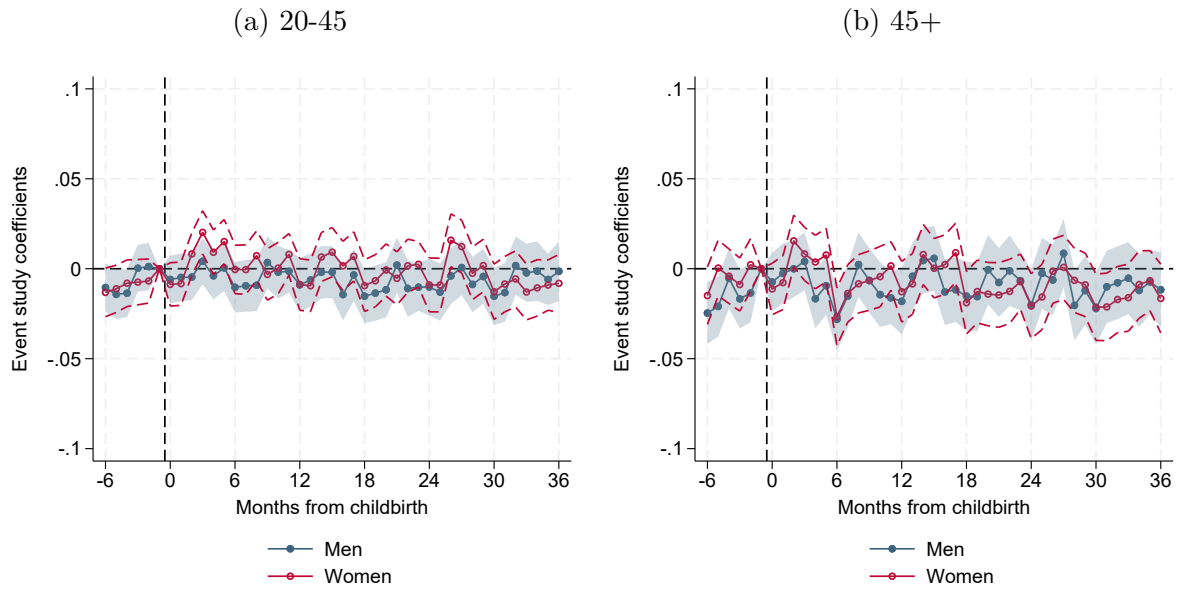 (a) 20-45
.1
.05
0
-.05
-.1
Event study coefficients
-6 0 6 12 18 24 30 36
Months from childbirth
Men
Women
(b) 45+
.1
.05
0
-.05
-.1
Event study coefficients
-6 0 6 12 18 24 30 36
Months from childbirth
Men
Women